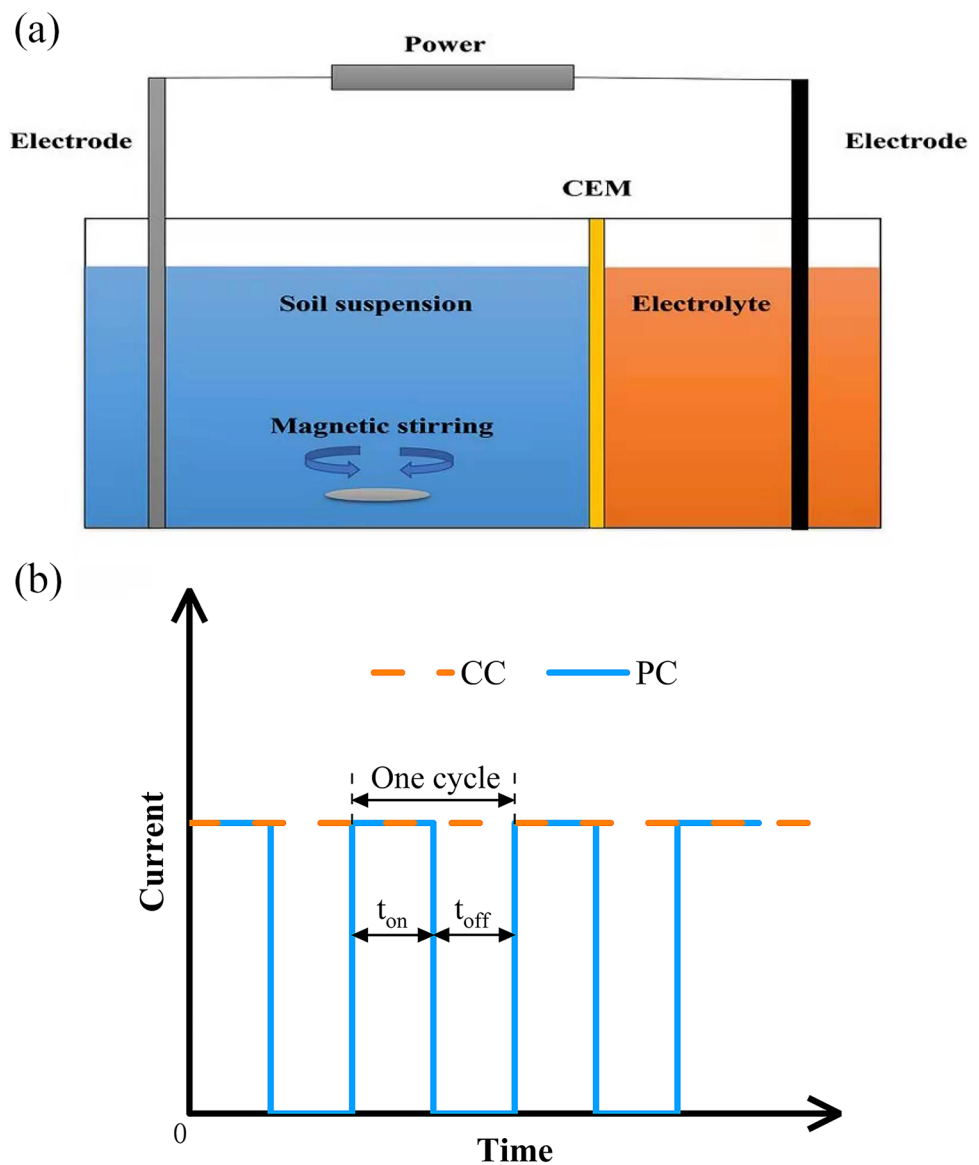 (a)
Power
Electrode
Electrode
CEM
Soil suspension
Electrolyte
Magnetic stirring
(b)
CC
PC
One cycle
Current
t_on
t_off
0
Time